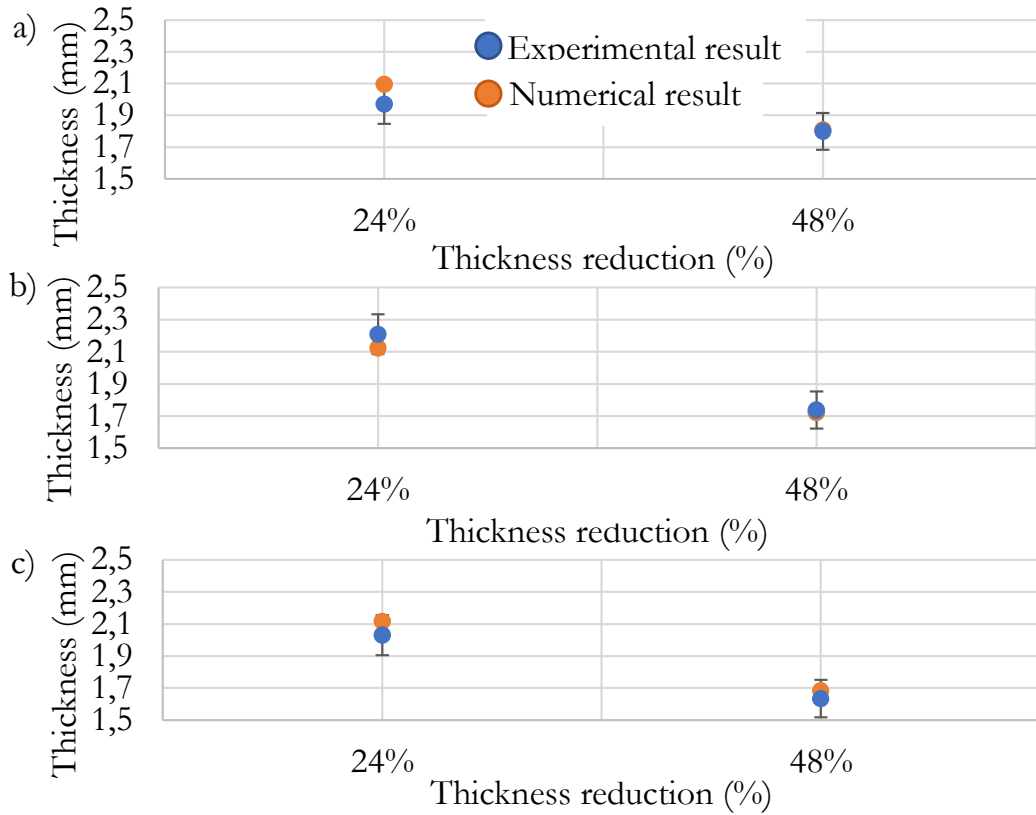 a)
Thickness (mm)
2,5
2,3
2,1
1,9
1,7
1,5
Experimental result
Numerical result
24%
48%
Thickness reduction (%)
b)
Thickness (mm)
2,5
2,3
2,1
1,9
1,7
1,5
24%
48%
Thickness reduction (%)
c)
Thickness (mm)
2,5
2,3
2,1
1,9
1,7
1,5
24%
48%
Thickness reduction (%)